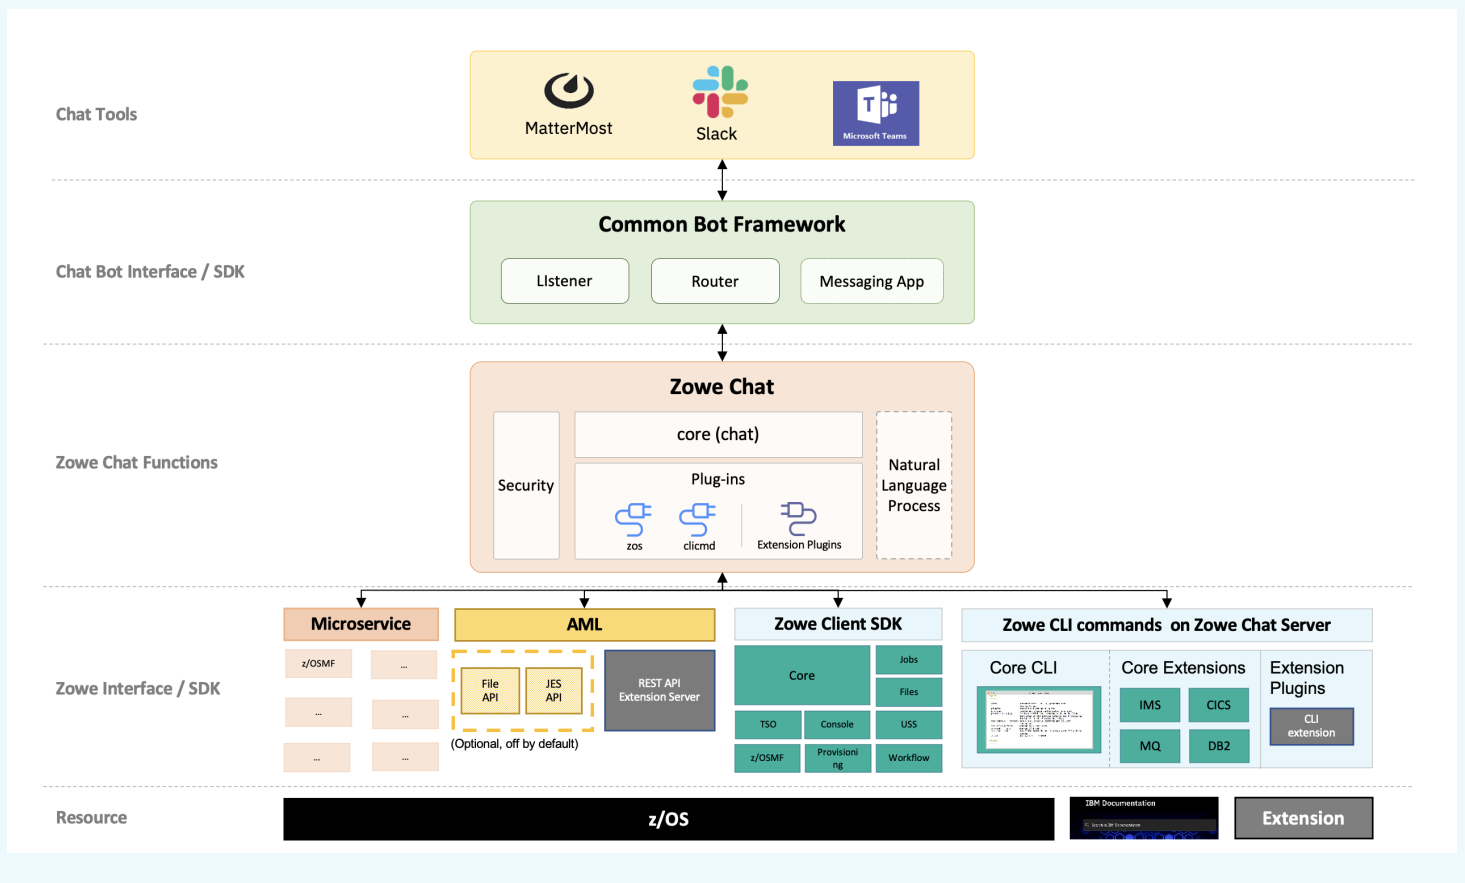 Chat Tools
MatterMost
Slack
Microsoft Teams
Chat Bot Interface / SDK
Common Bot Framework
LIstener
Router
Messaging App
Zowe Chat Functions
Zowe Chat
Security
core (chat)
Plug-ins
zos
clicmd
Extension Plugins
Natural
Language
Process
Zowe Interface / SDK
Microservice
z/OSMF
...
...
...
...
...
AML
File
API
JES
API
(Optional, off by default)
REST API
Extension Server
Zowe Client SDK
Core
Jobs
Files
TSO
Console
USS
z/OSMF
Provisioni
ng
Workflow
Zowe CLI commands on Zowe Chat Server
Core CLI
Core Extensions
IMS
CICS
MQ
DB2
Extension
Plugins
CLI
extension
Resource
z/OS
IBM Documentation
Search in IBM Documentation
Extension